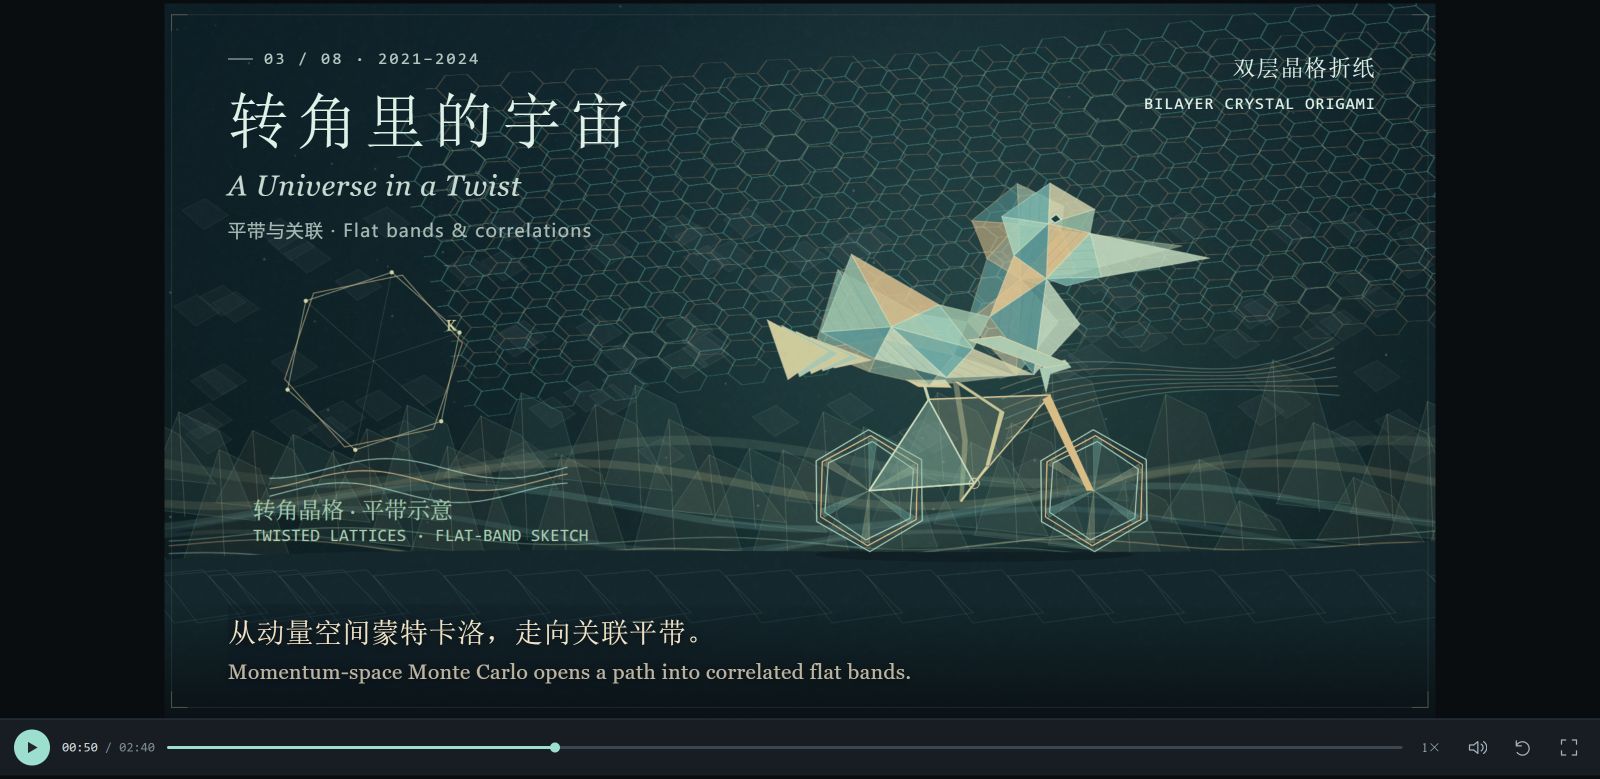 03 / 08 · 2021–2024
转角里的宇宙
A Universe in a Twist
平带与关联 · Flat bands & correlations
双层晶格折纸
BILAYER CRYSTAL ORIGAMI
K
转角晶格 · 平带示意
TWISTED LATTICES · FLAT-BAND SKETCH
从动量空间蒙特卡洛，走向关联平带。
Momentum-space Monte Carlo opens a path into correlated flat bands.
00:50 / 02:40
1×